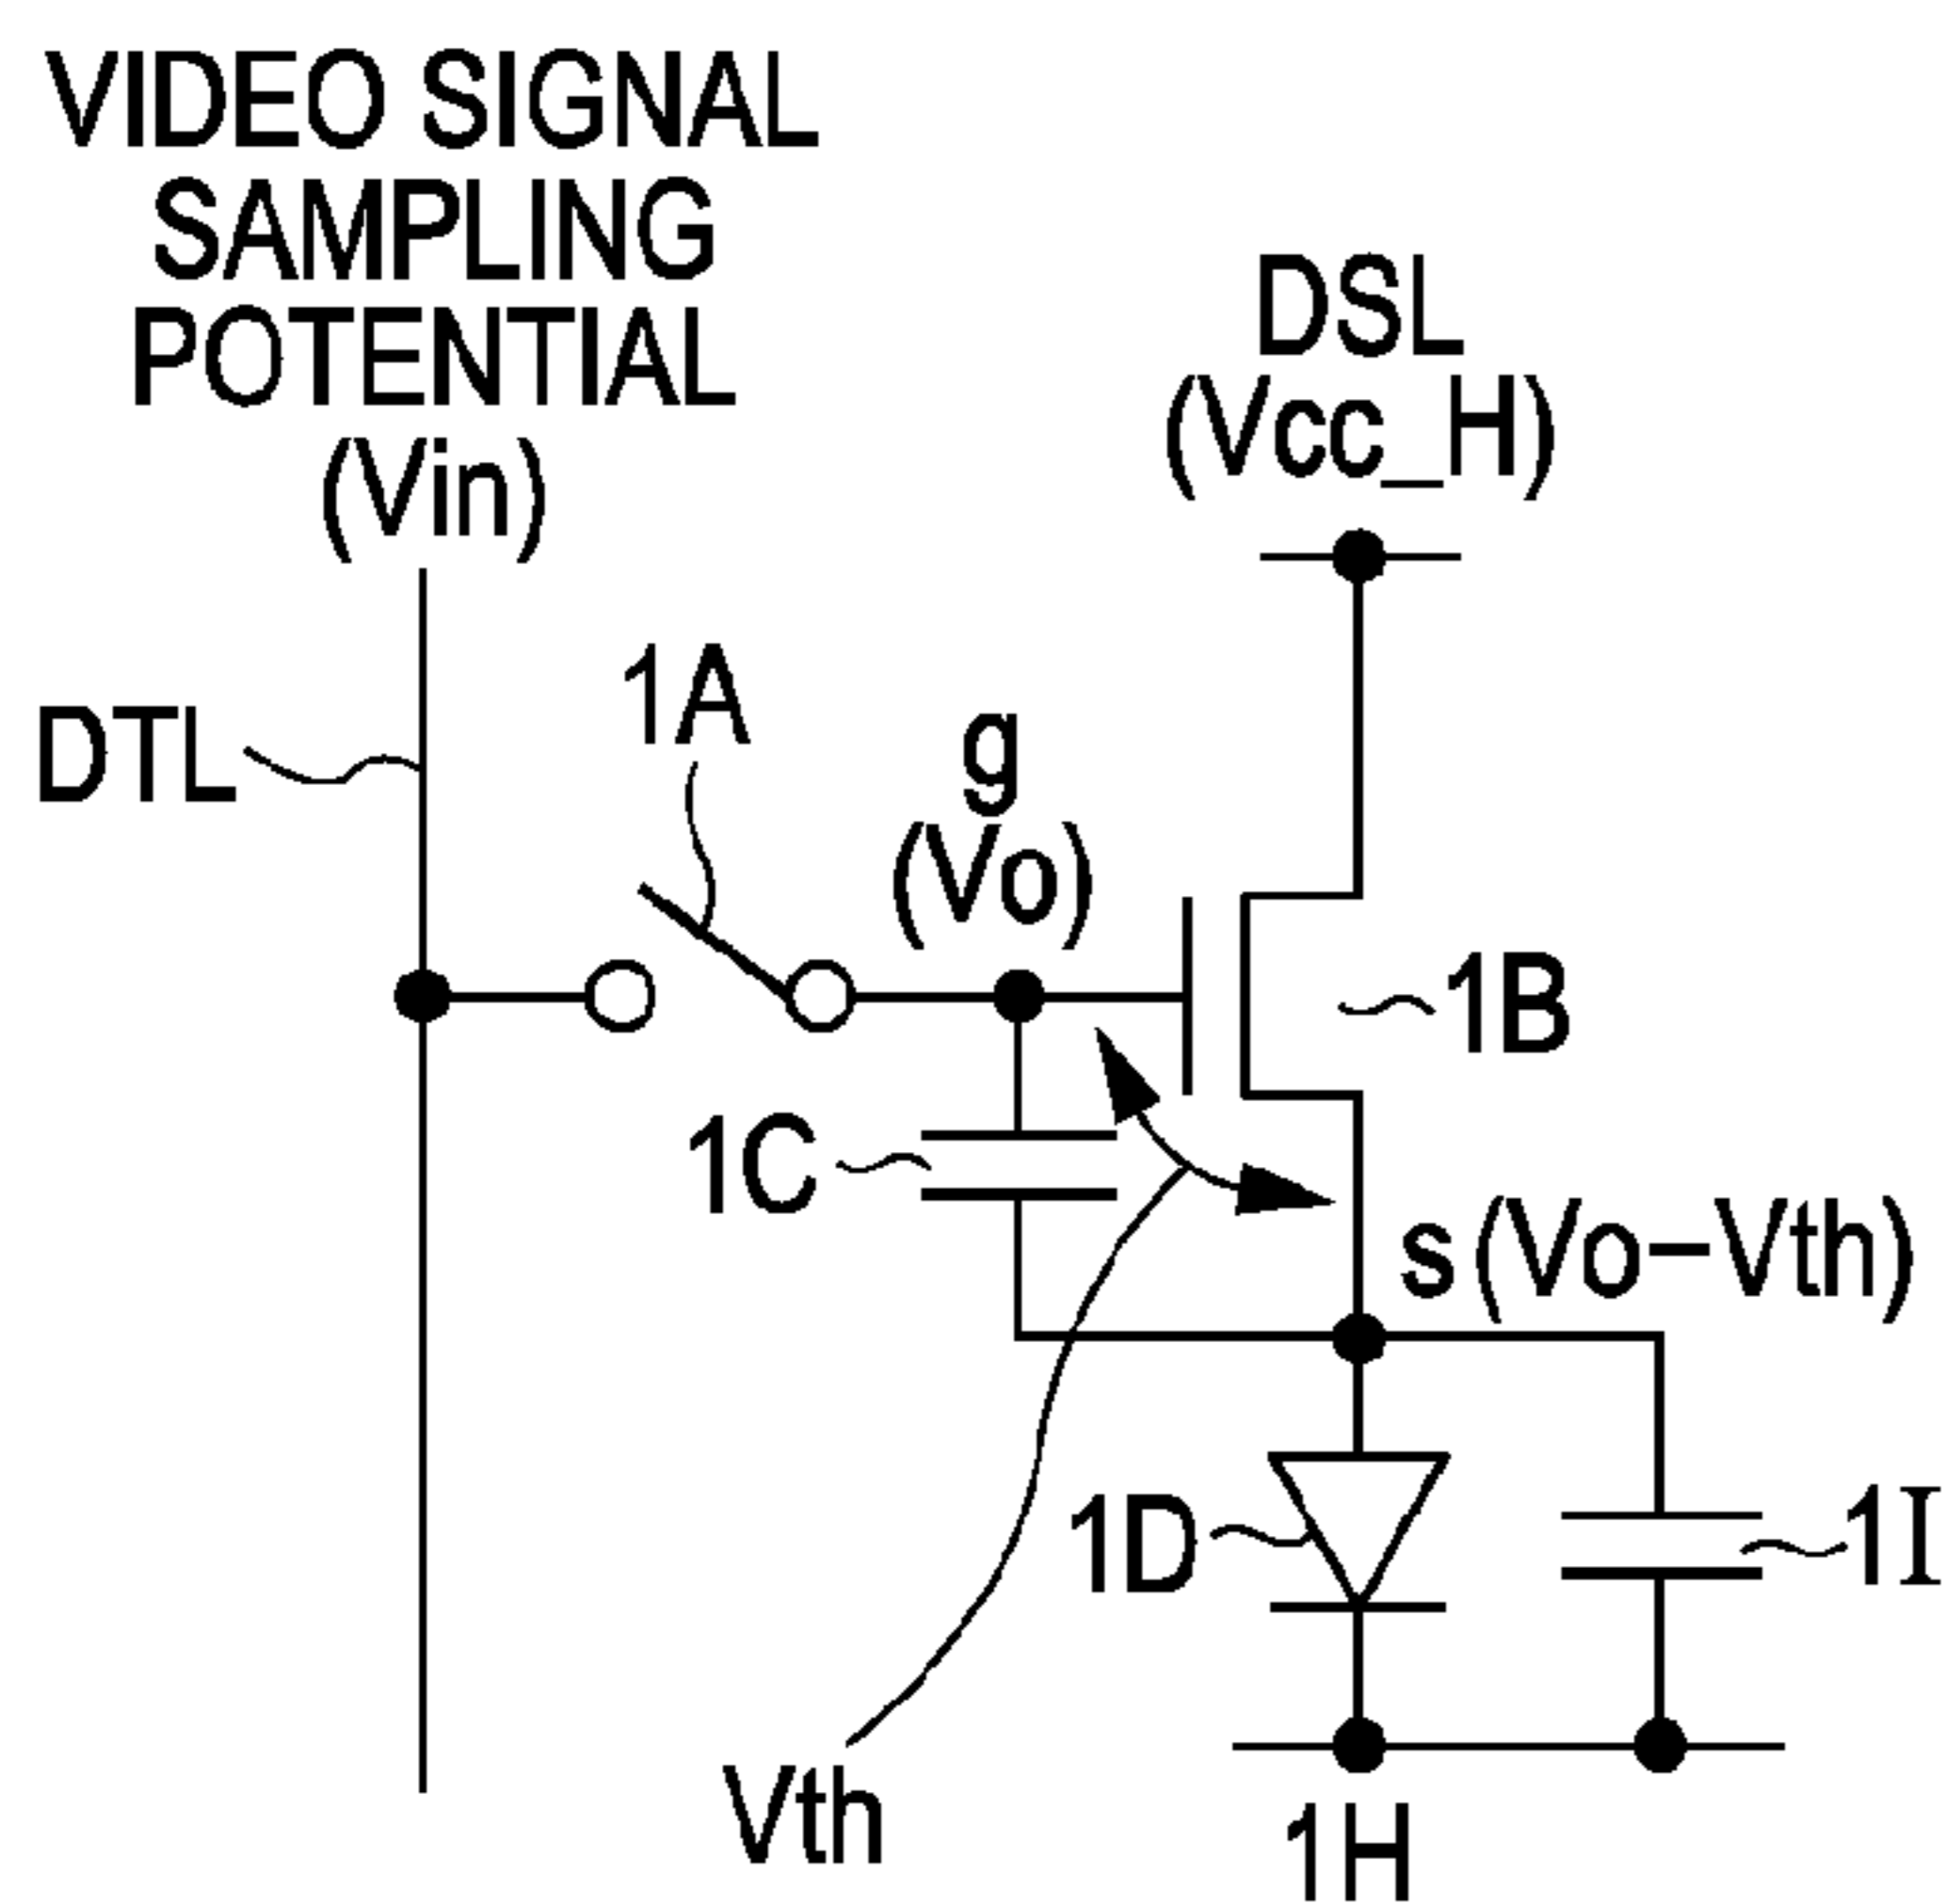 VIDEO SIGNAL
SAMPLING
POTENTIAL
(Vin)
DSL
(Vcc_H)
DTL
1A
g
(Vo)
1B
1C
s(Vo−Vth)
1D
1I
Vth
1H